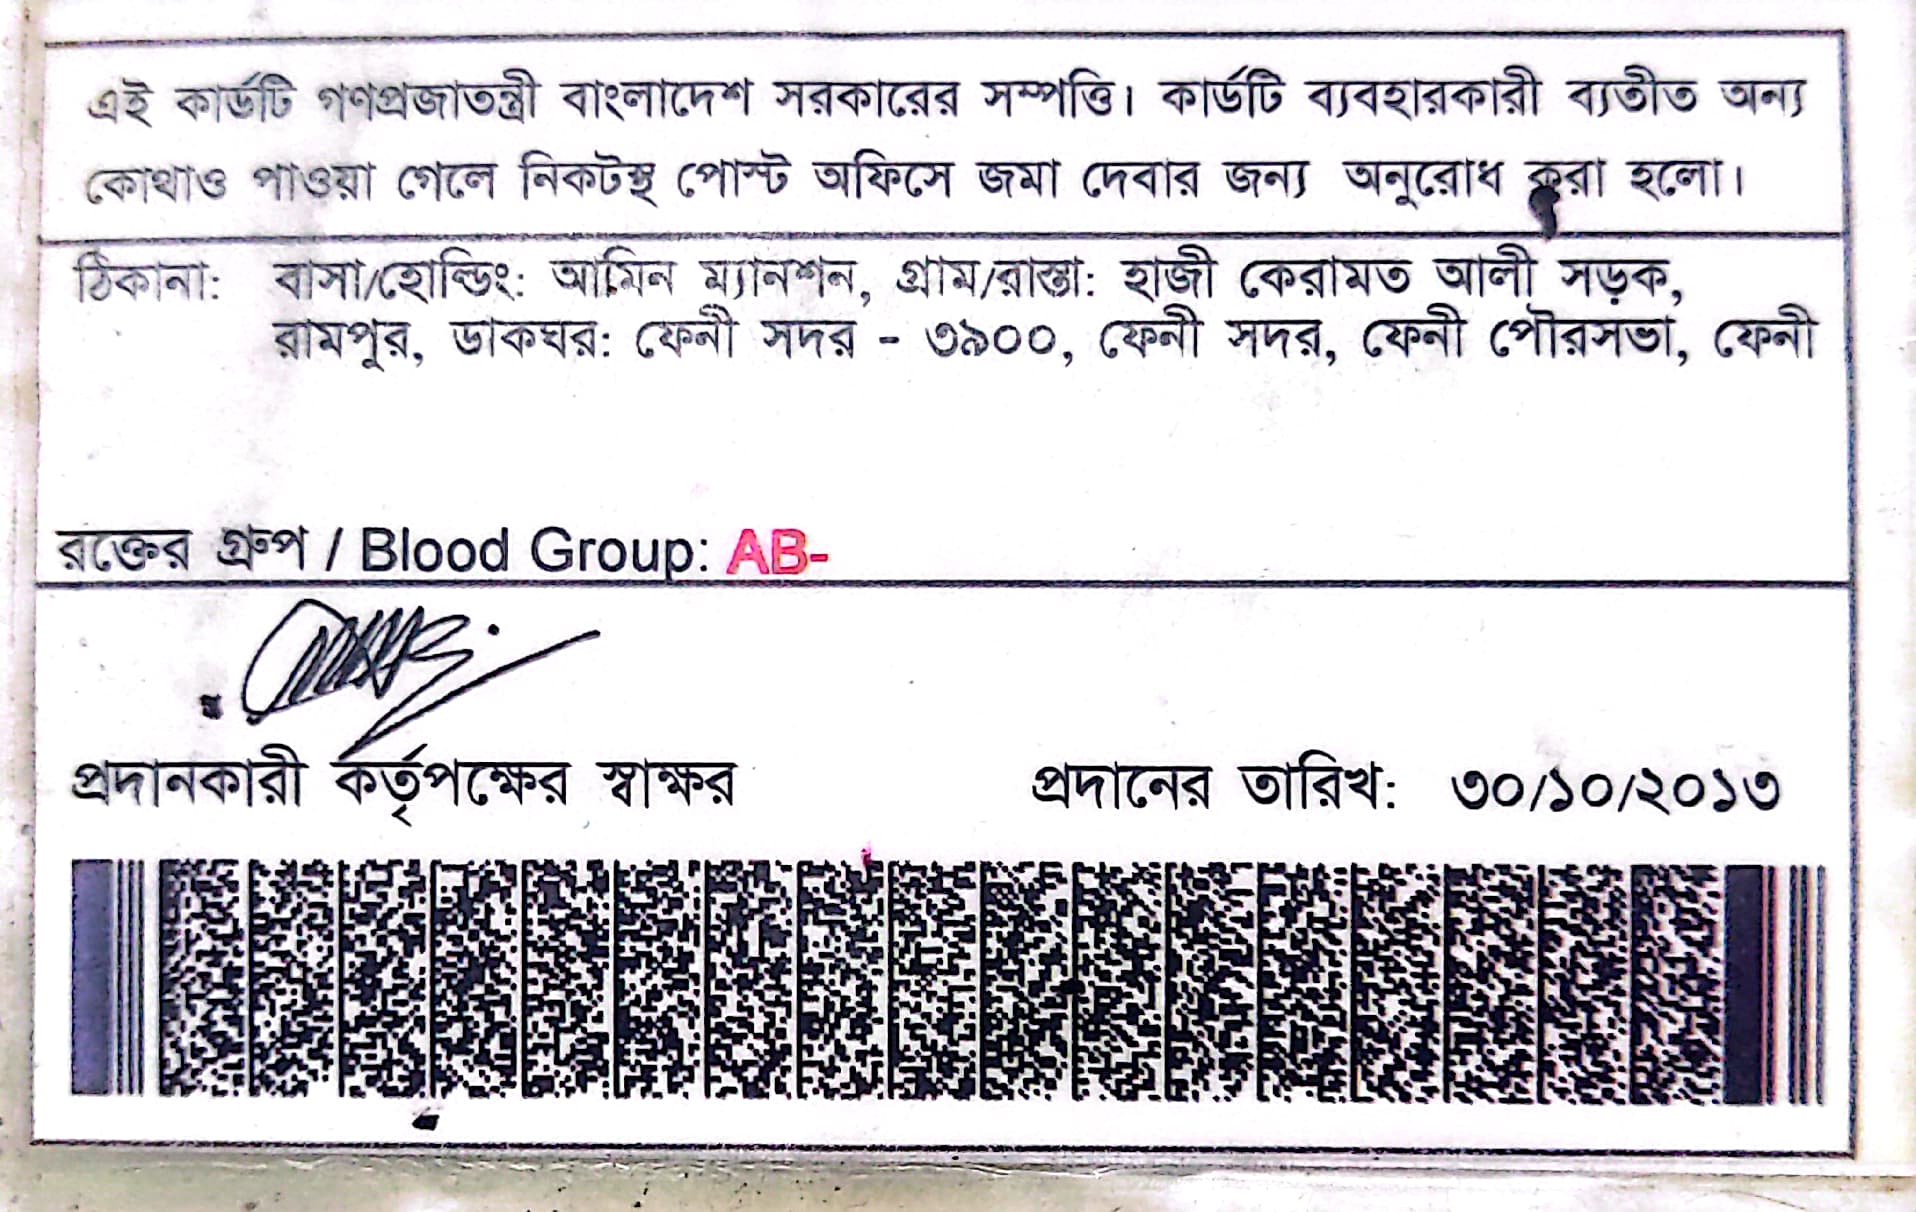 এই কার্ডটি গণপ্রজাতন্ত্রী বাংলাদেশ সরকারের সম্পত্তি। কার্ডটি ব্যবহারকারী ব্যতীত অন্য
কোথাও পাওয়া গেলে নিকটস্থ পোস্ট অফিসে জমা দেবার জন্য অনুরোধ করা হলো।
ঠিকানা: বাসা/হোল্ডিং: আমিন ম্যানশন, গ্রাম/রাস্তা: হাজী কেরামত আলী সড়ক,
রামপুর, ডাকঘর: ফেনী সদর - ৩৯০০, ফেনী সদর, ফেনী পৌরসভা, ফেনী
রক্তের গ্রুপ / Blood Group: AB-
প্রদানকারী কর্তৃপক্ষের স্বাক্ষর প্রদানের তারিখ: ৩০/১০/২০১৩